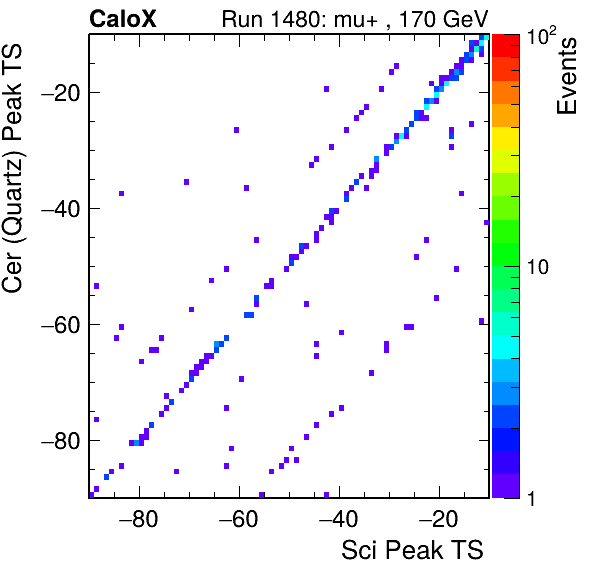 CaloX Run 1480: mu+ , 170 GeV
Cer (Quartz) Peak TS
−20
−40
−60
−80
−80 −60 −40 −20
Sci Peak TS
10²
10
1
Events